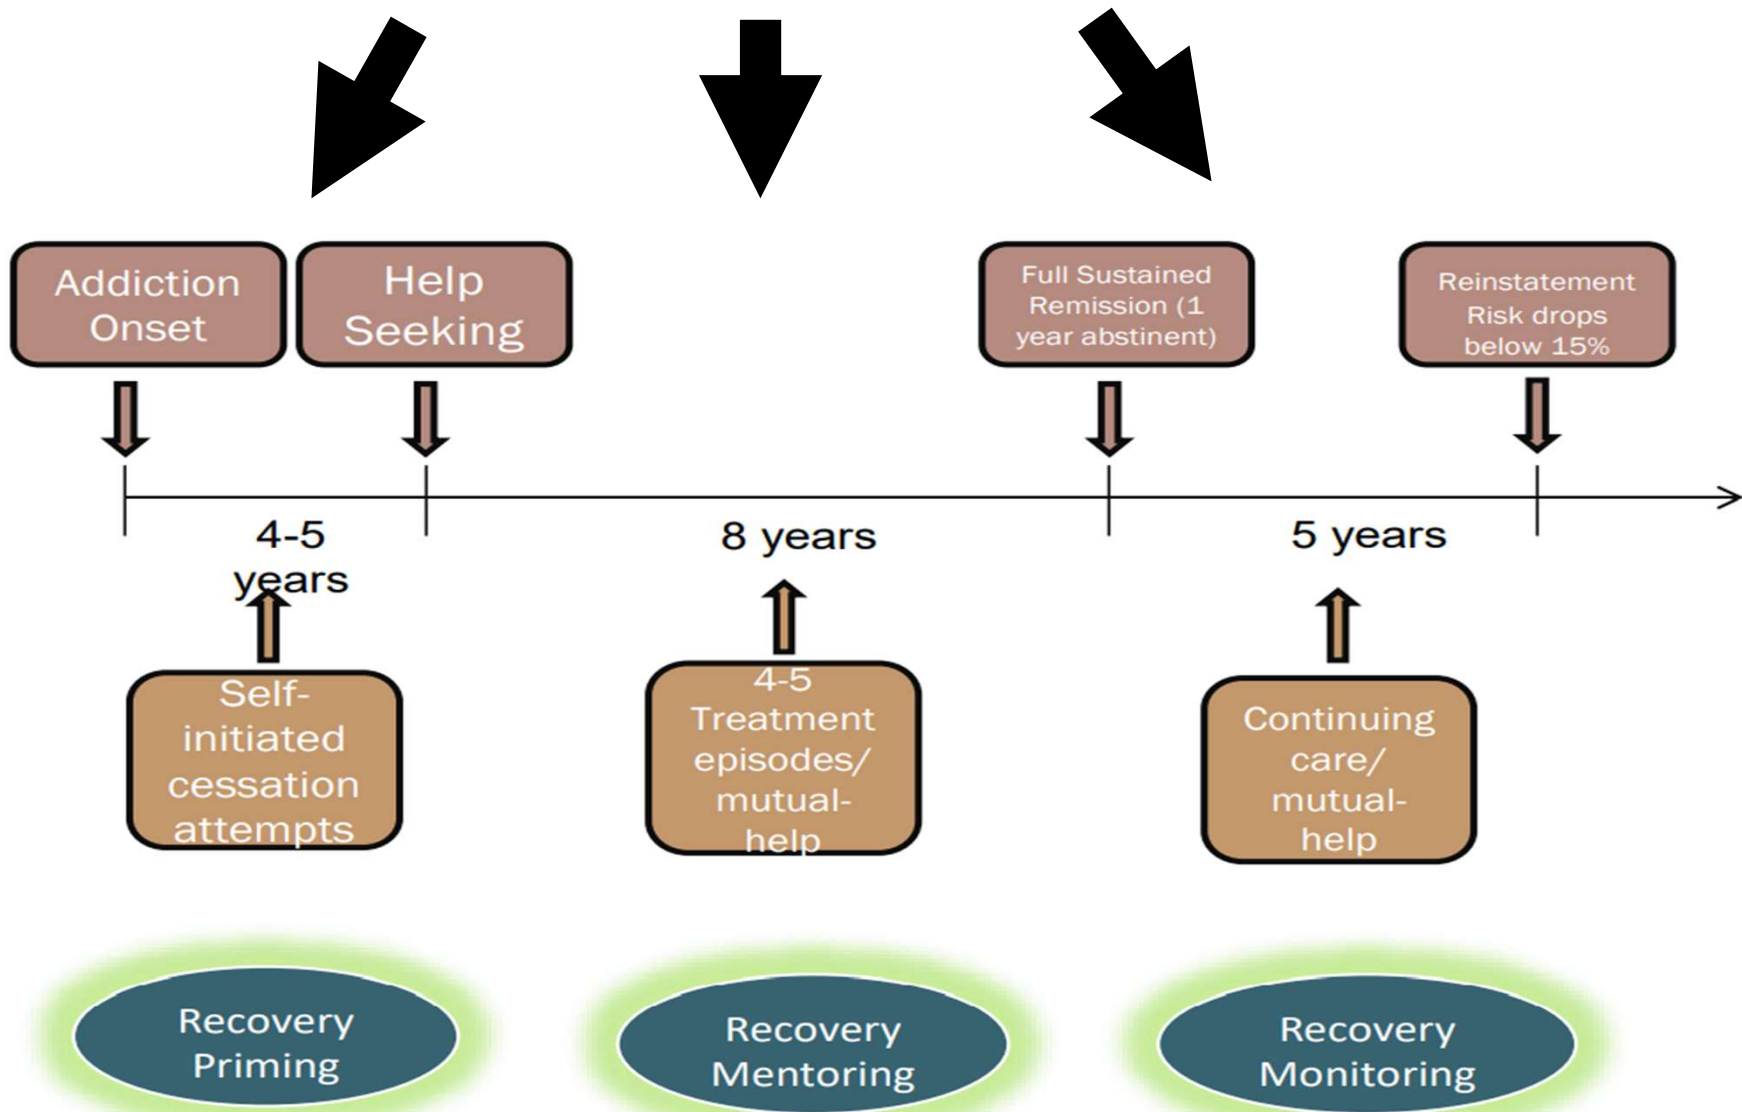 Addiction
Onset
Help
Seeking
Full Sustained
Remission (1
year abstinent)
Reinstatement
Risk drops
below 15%
4-5
years
8 years
5 years
Self-
initiated
cessation
attempts
4-5
Treatment
episodes/
mutual-
help
Continuing
care/
mutual-
help
Recovery
Priming
Recovery
Mentoring
Recovery
Monitoring